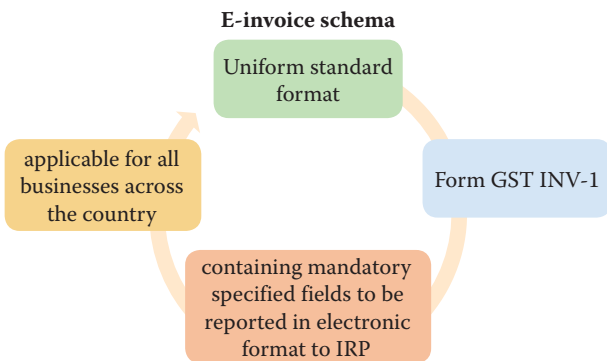 E-invoice schema
Uniform standard
format
Form GST INV-1
containing mandatory
specified fields to be
reported in electronic
format to IRP
applicable for all
businesses across
the country